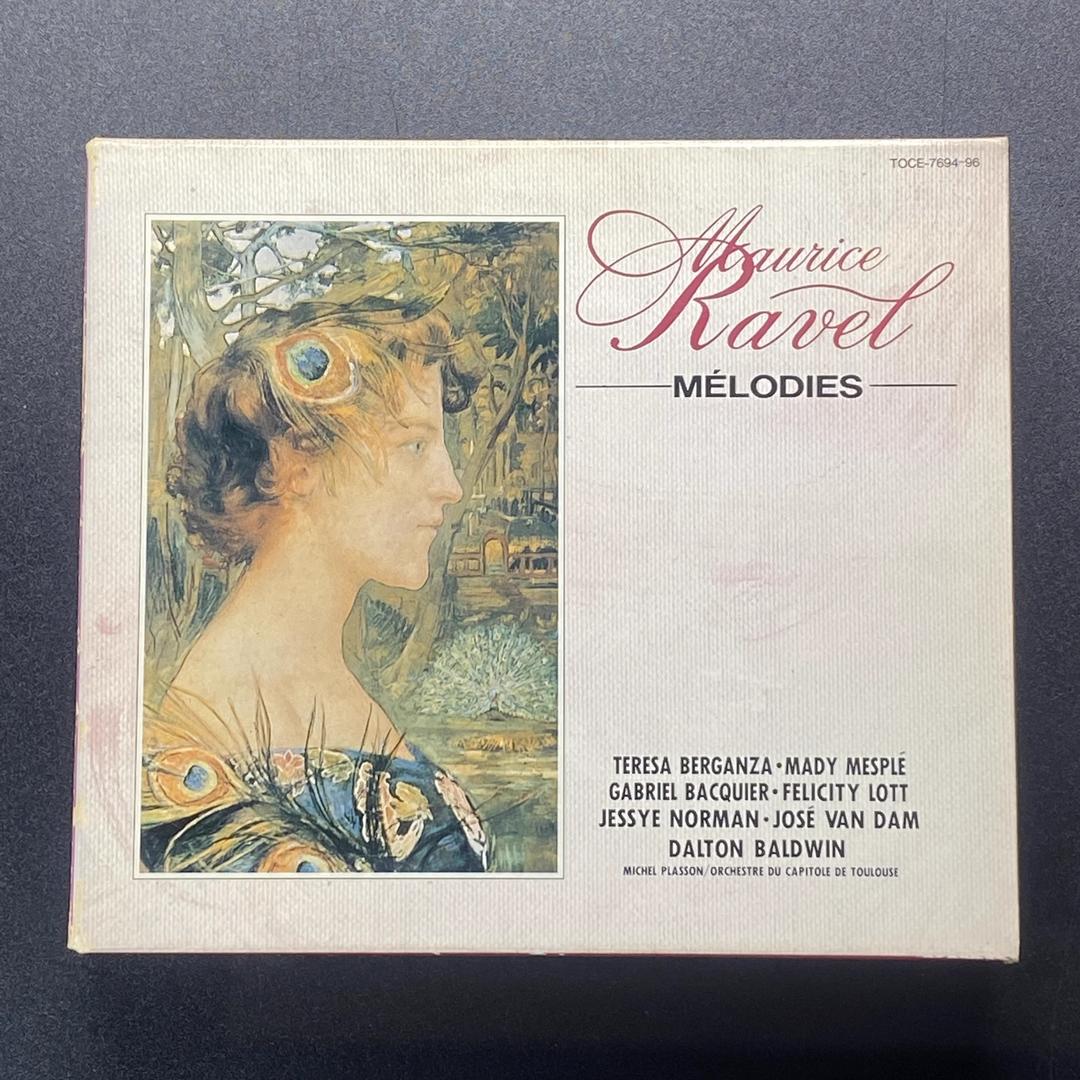 TOCE-7694-96
Maurice
Ravel
MÉLODIES
TERESA BERGANZA・MADY MESPLÉ
GABRIEL BACQUIER・FELICITY LOTT
JESSYE NORMAN・JOSÉ VAN DAM
DALTON BALDWIN
MICHEL PLASSON/ORCHESTRE DU CAPITOLE DE TOULOUSE